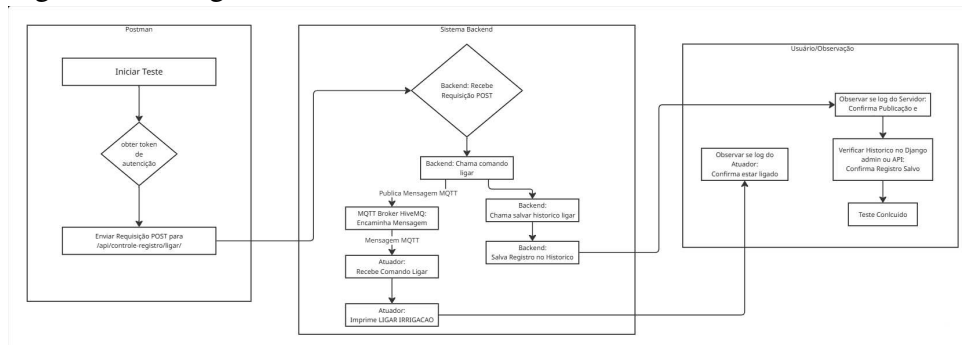 Postman
Iniciar Teste
obter token
de
autenticção
Enviar Requisição POST para
/api/controle-registro/ligar/
Sistema Backend
Backend: Recebe
Requisição POST
Backend: Chama comando
ligar
Publica Mensagem MQTT
MQTT Broker HiveMQ:
Encaminha Mensagem
Mensagem MQTT
Atuador:
Recebe Comando Ligar
Atuador:
Imprime LIGAR IRRIGACAO
Backend:
Chama salvar historico ligar
Backend:
Salva Registro no Historico
Usuário/Observação
Observar se log do
Atuador:
Confirma estar ligado
Observar se log do Servidor:
Confirma Publicação e
Verificar Historico no Django
admin ou API:
Confirma Registro Salvo
Teste Conlcuido